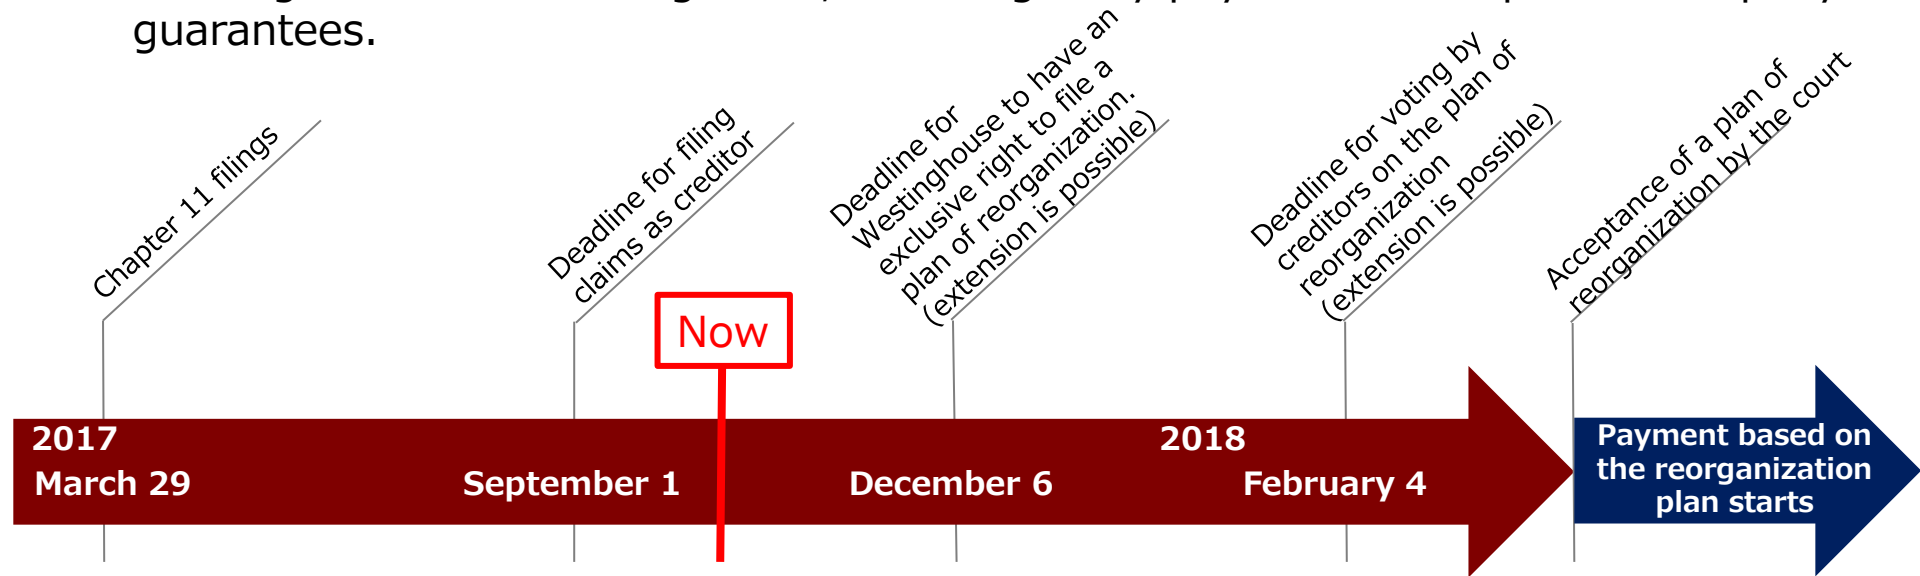 guarantees.
Chapter 11 filings
Deadline for filing
claims as creditor
Deadline for
Westinghouse to have an
exclusive right to file a
plan of reorganization.
(extension is possible)
Deadline for voting by
creditors on the plan of
reorganization
(extension is possible)
Acceptance of a plan of
reorganization by the court
Now
2017
March 29
September 1
December 6
2018
February 4
Payment based on
the reorganization
plan starts